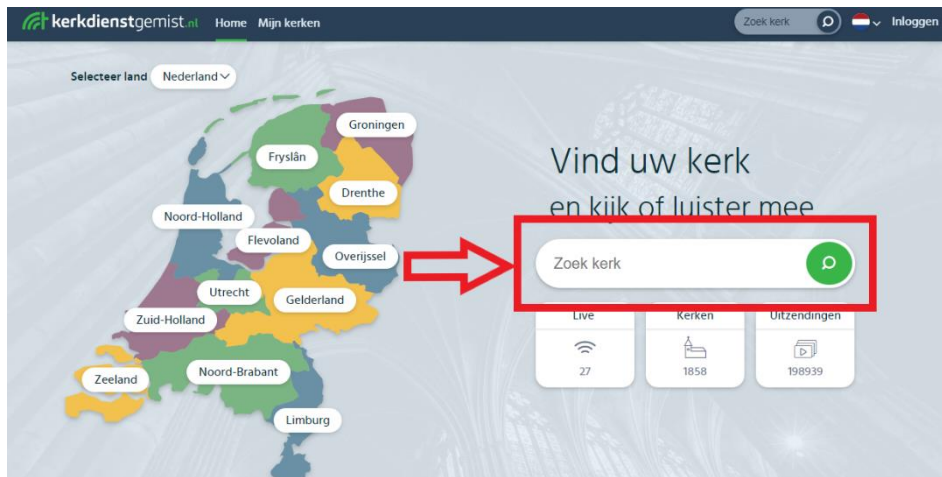 kerkdienstgemist.nl Home Mijn kerken Zoek kerk Inloggen
Selecteer land Nederland
Groningen
Fryslân
Drenthe
Noord-Holland
Flevoland
Overijssel
Utrecht
Gelderland
Zuid-Holland
Zeeland
Noord-Brabant
Limburg
Vind uw kerk
en kijk of luister mee
Zoek kerk
Live Kerken Uitzendingen
27 1858 198939